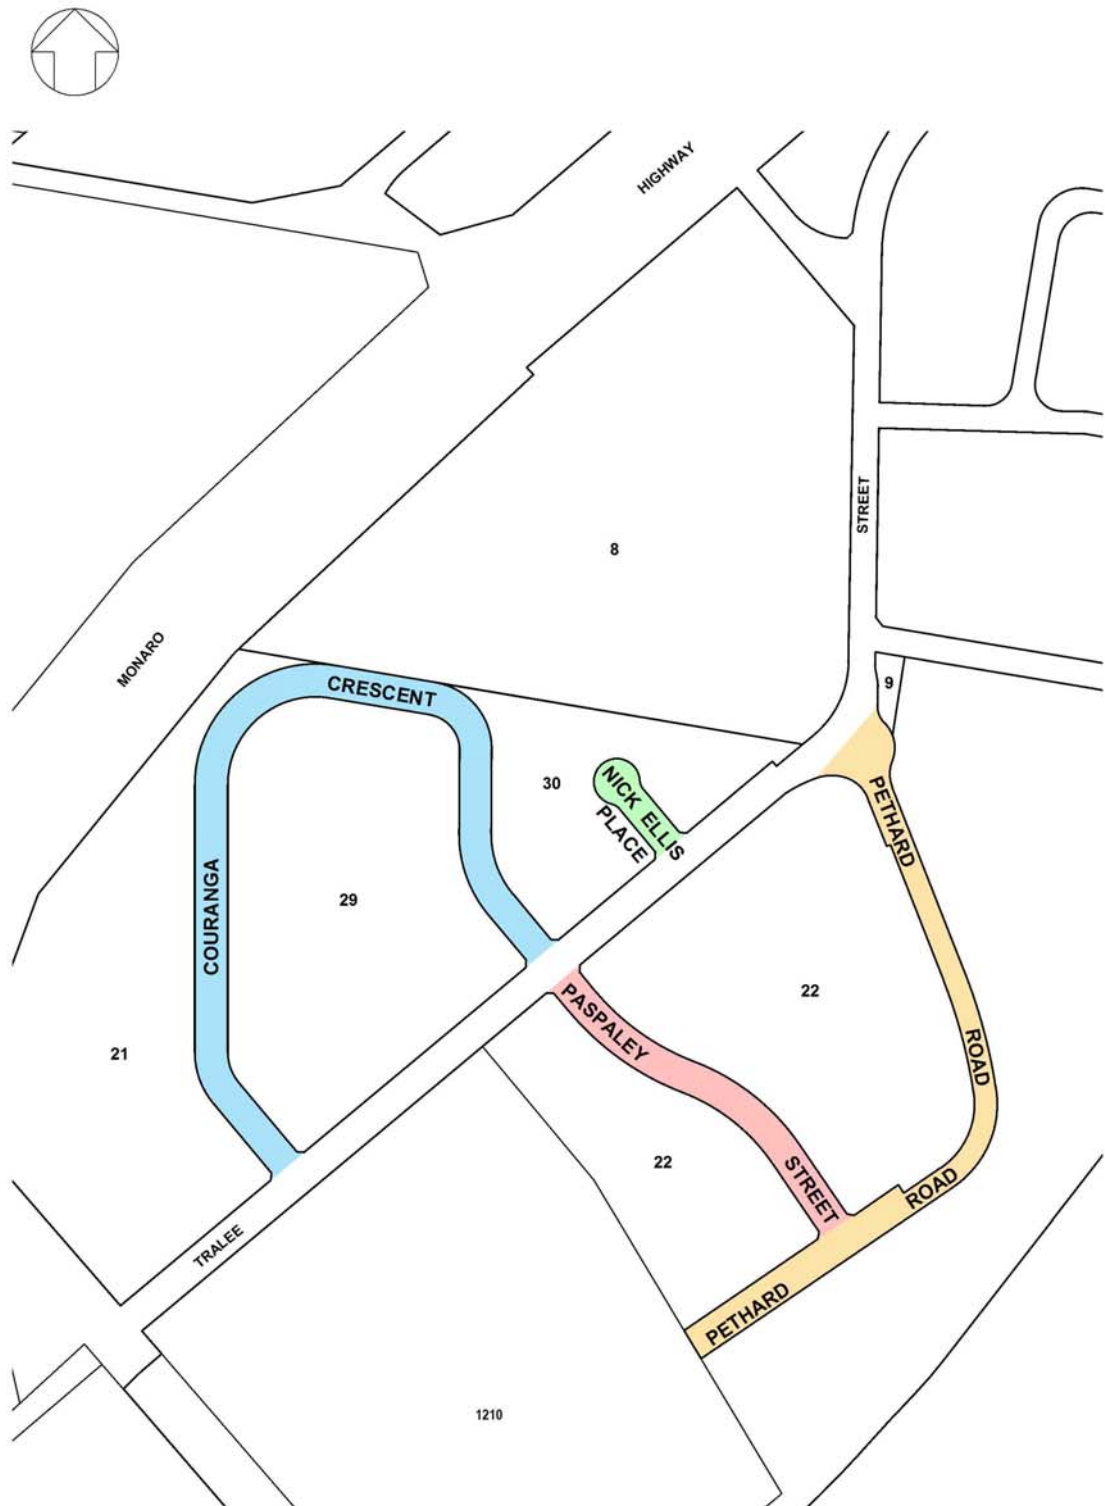 HIGHWAY
STREET
8
MONARO
9
CRESCENT
30
NICK ELLIS
PLACE
PETHARD
COURANGA
29
22
PASPALEY
ROAD
21
22
STREET
ROAD
TRALEE
PETHARD
1210